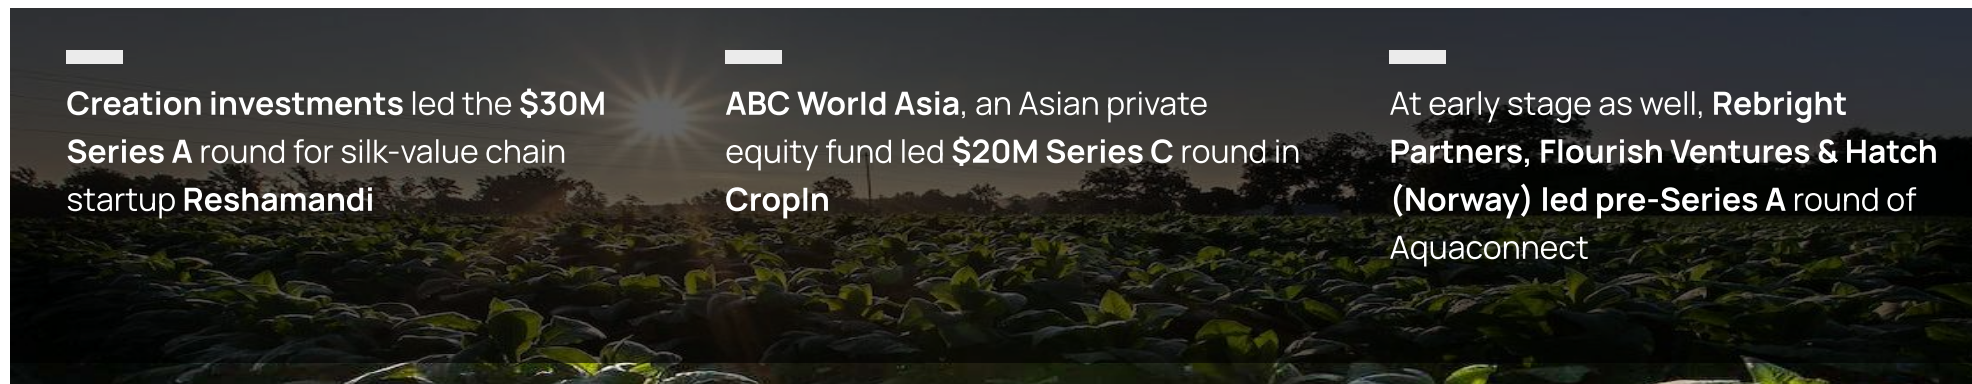 Creation investments led the $30M
Series A round for silk-value chain
startup Reshamandi
ABC World Asia, an Asian private
equity fund led $20M Series C round in
CropIn
At early stage as well, Rebright
Partners, Flourish Ventures & Hatch
(Norway) led pre-Series A round of
Aquaconnect